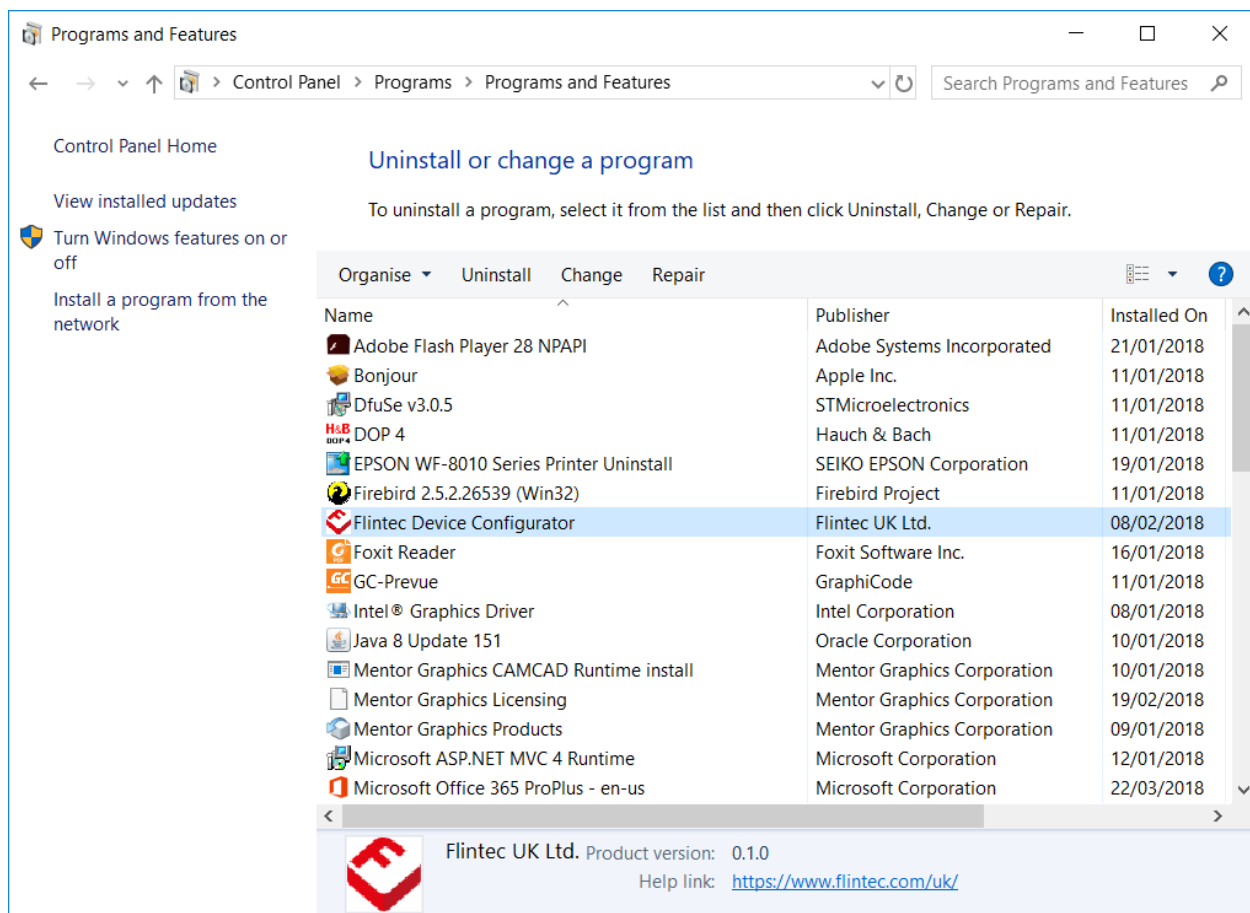 Programs and Features
Control Panel > Programs > Programs and Features
Search Programs and Features
Control Panel Home
View installed updates
Turn Windows features on or
off
Install a program from the
network
Uninstall or change a program
To uninstall a program, select it from the list and then click Uninstall, Change or Repair.
Organise Uninstall Change Repair
?
Name Publisher Installed On
Adobe Flash Player 28 NPAPI Adobe Systems Incorporated 21/01/2018
Bonjour Apple Inc. 11/01/2018
DfuSe v3.0.5 STMicroelectronics 11/01/2018
H&B DOP4 DOP 4 Hauch & Bach 11/01/2018
EPSON WF-8010 Series Printer Uninstall SEIKO EPSON Corporation 19/01/2018
Firebird 2.5.2.26539 (Win32) Firebird Project 11/01/2018
Flintec Device Configurator Flintec UK Ltd. 08/02/2018
Foxit Reader Foxit Software Inc. 16/01/2018
GC GC-Prevue GraphiCode 11/01/2018
Intel® Graphics Driver Intel Corporation 08/01/2018
Java 8 Update 151 Oracle Corporation 10/01/2018
Mentor Graphics CAMCAD Runtime install Mentor Graphics Corporation 10/01/2018
Mentor Graphics Licensing Mentor Graphics Corporation 19/02/2018
Mentor Graphics Products Mentor Graphics Corporation 09/01/2018
Microsoft ASP.NET MVC 4 Runtime Microsoft Corporation 12/01/2018
Microsoft Office 365 ProPlus - en-us Microsoft Corporation 22/03/2018
Flintec UK Ltd. Product version: 0.1.0
Help link: https://www.flintec.com/uk/